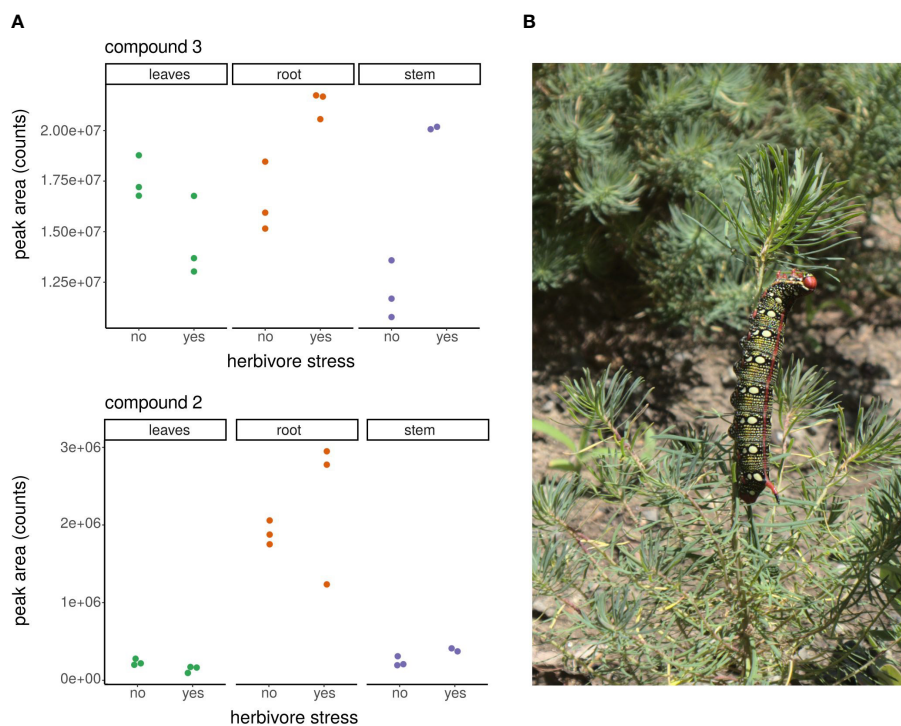 A
B
compound 3
leaves root stem
peak area (counts)
2.00e+07
1.75e+07
1.50e+07
1.25e+07
no yes no yes no yes
herbivore stress
compound 2
leaves root stem
peak area (counts)
3e+06
2e+06
1e+06
0e+00
no yes no yes no yes
herbivore stress